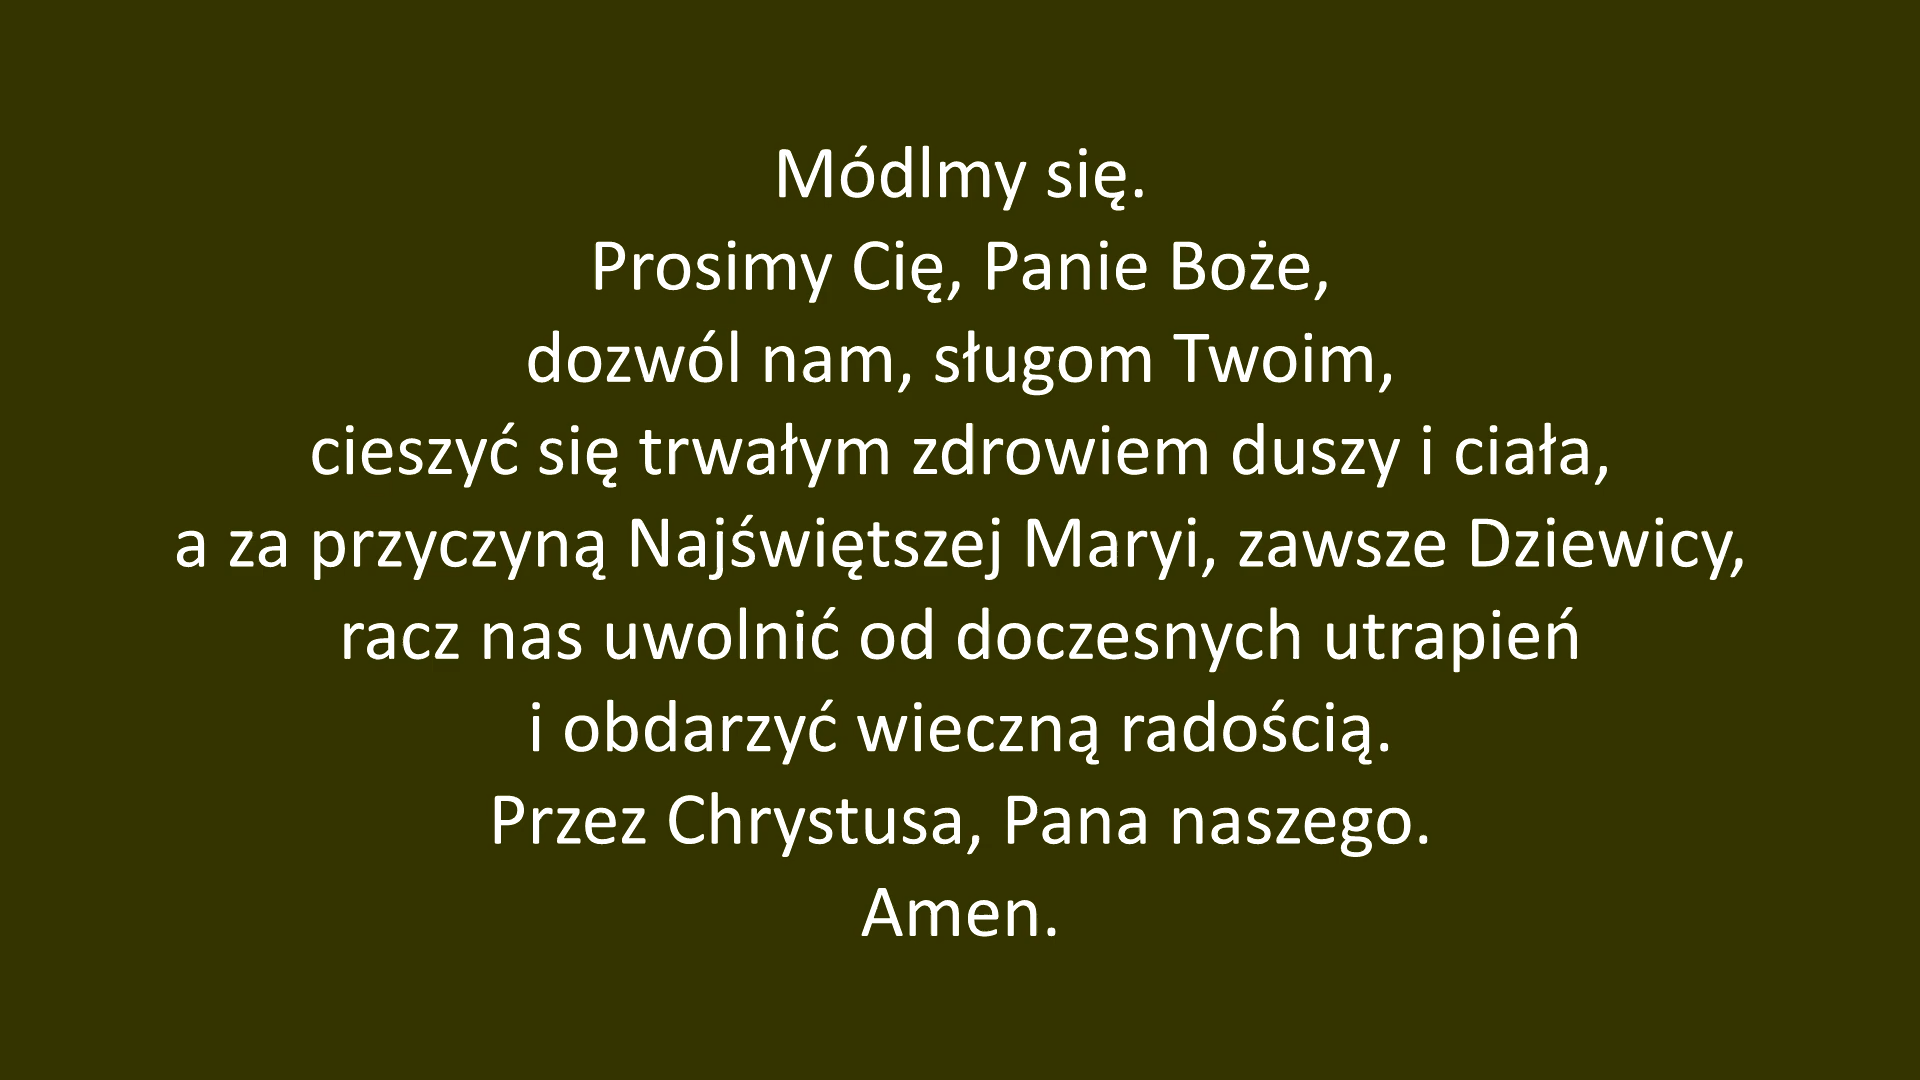 Módlmy się.
Prosimy Cię, Panie Boże,
dozwól nam, sługom Twoim,
cieszyć się trwałym zdrowiem duszy i ciała,
a za przyczyną Najświętszej Maryi, zawsze Dziewicy,
racz nas uwolnić od doczesnych utrapień
i obdarzyć wieczną radością.
Przez Chrystusa, Pana naszego.
Amen.